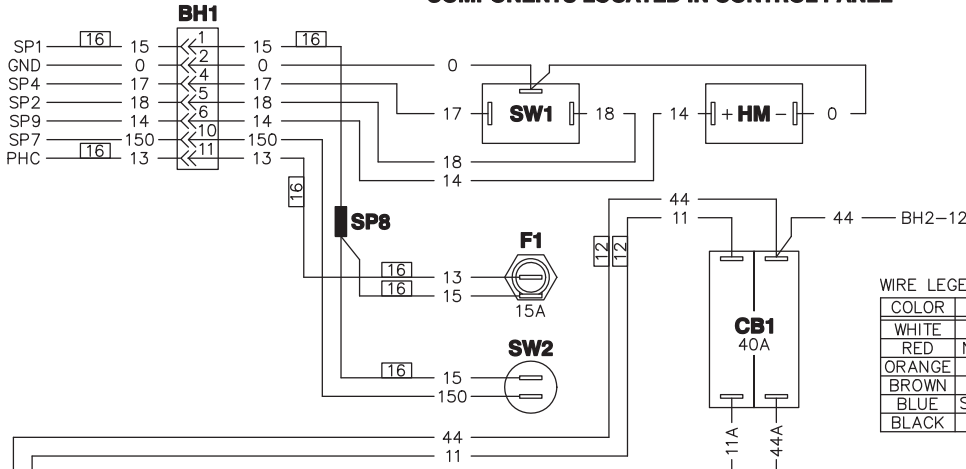 BH1
SP1 16 15 1 15 16
GND 0 2 0 0
SP4 17 4 17
SP2 18 5 18 17 SW1 18 14 + HM - 0
SP9 14 6 14
SP7 150 10 150
PHC 16 13 11 13 18
14
16
44
SP8 11 44 BH2-12
F1 12 12
16 13
16 15
15A
WIRE LEGE
COLOR
CB1 WHITE
40A
SW2 RED
ORANGE
16 15 BROWN
150 BLUE S
BLACK
44
11
11A
44A